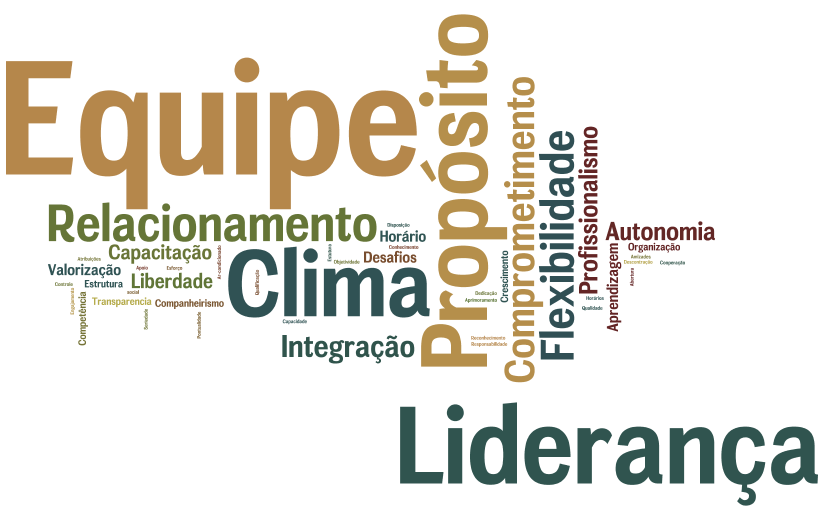 Equipe
Propósito
Comprometimento
Flexibilidade
Profissionalismo
Relacionamento
Disposição
Horário
Conhecimento
Autonomia
Organização
Capacitação
Ar-condicionado
Desafios
Objetividade
Amizades
Descontração
Cooperação
Atribuições
Valorização
Apoio
Esforço
Clima
Qualificação
Crescimento
Aprendizagem
Abertura
Controle
Estrutura
Liberdade
social
Dedicação
Aprimoramento
Horários
Qualidade
Competência
Transparência
Companheirismo
Pontualidade
Capacidade
Integração
Reconhecimento
Responsabilidade
Liderança